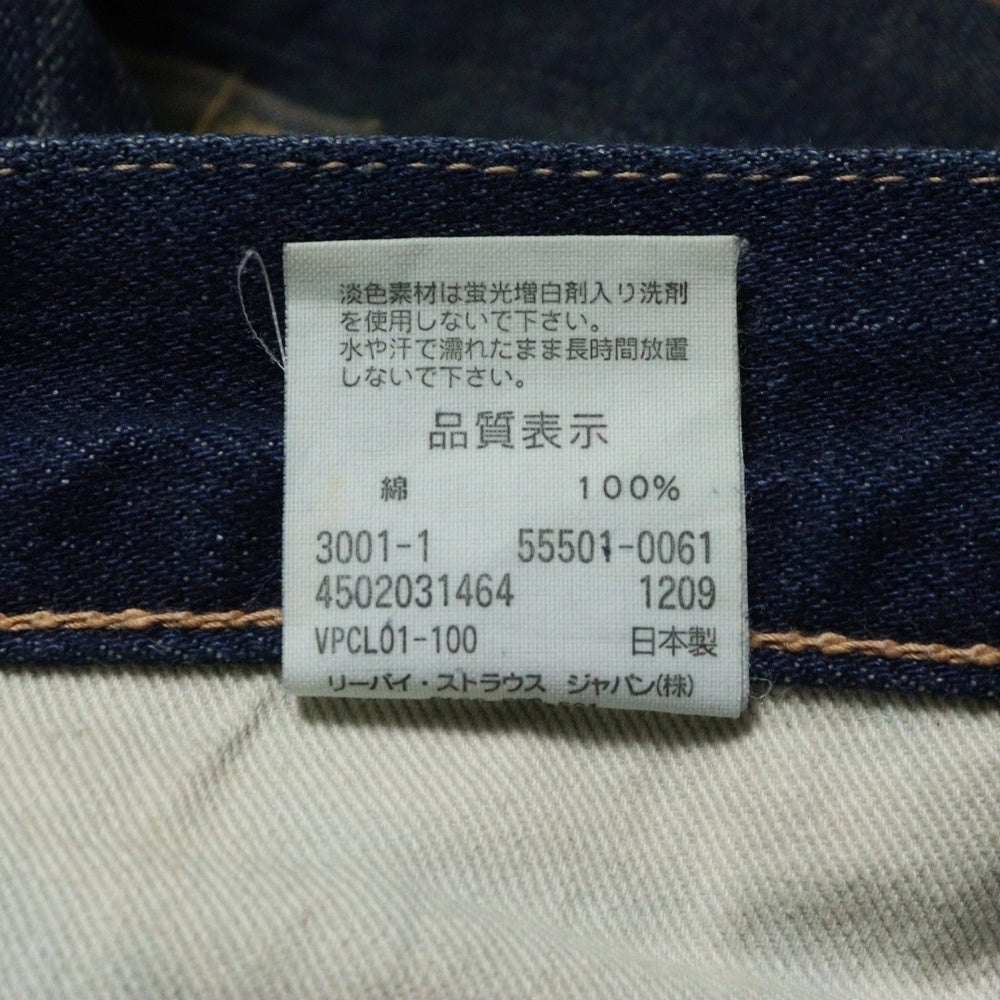 淡色素材は蛍光増白剤入り洗剤
を使用しないで下さい。
水や汗で濡れたまま長時間放置
しないで下さい。
品質表示
綿 100%
3001-1 55501-0061
4502031464 1209
VPCL01-100 日本製
リーバイ・ストラウス ジャパン(株)